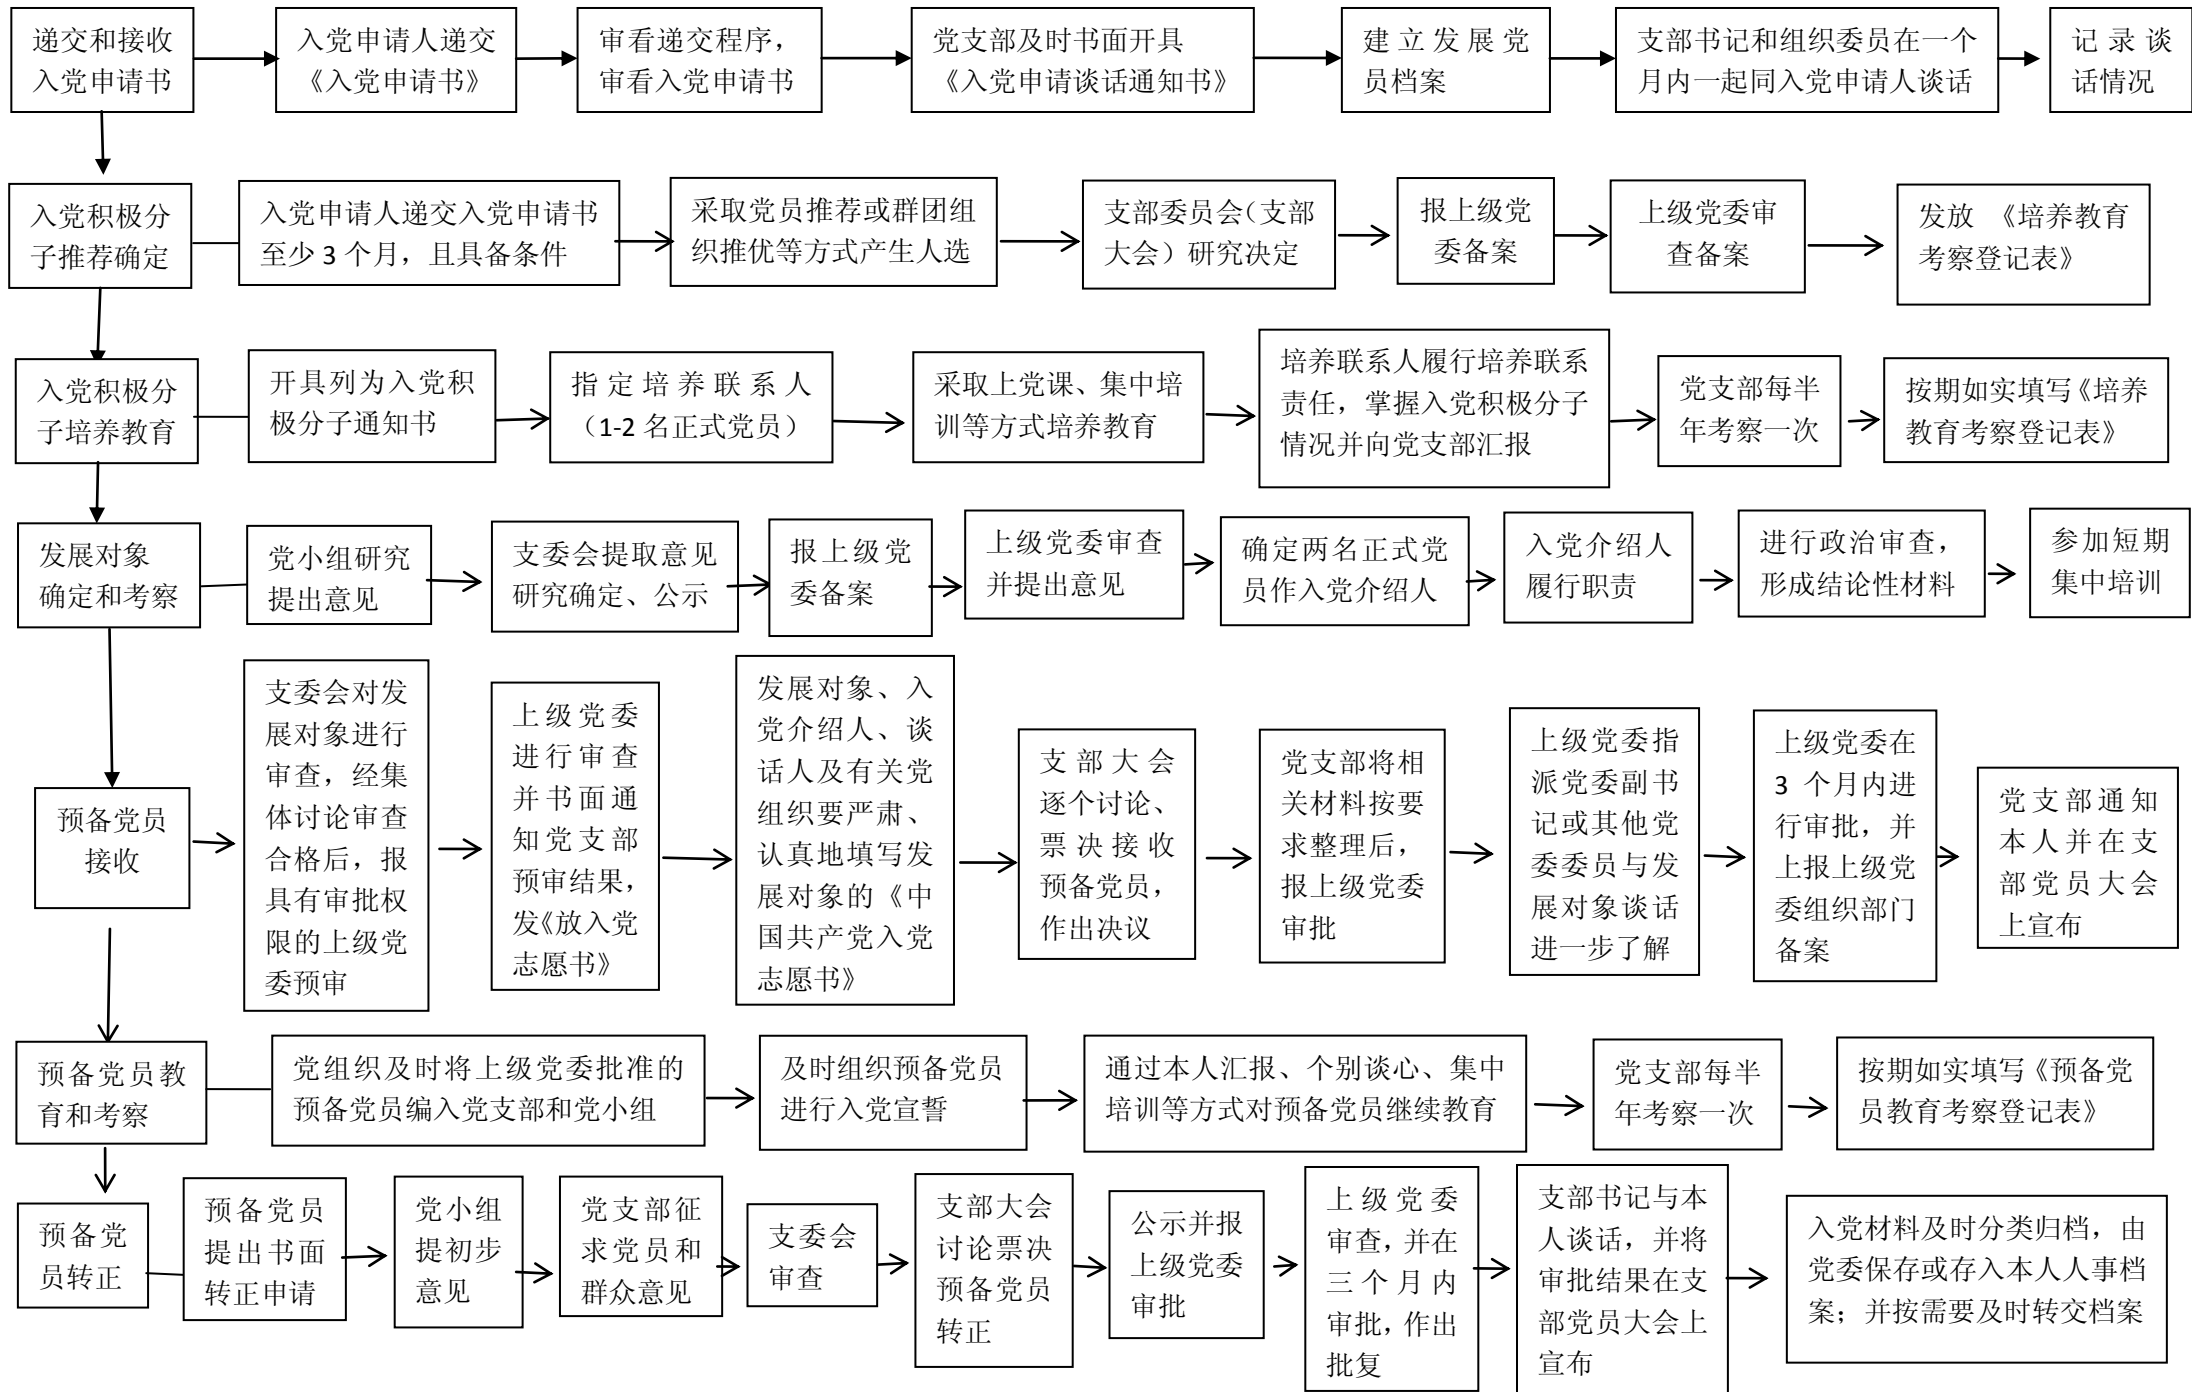 递交和接收
入党申请书
入党申请人递交
《入党申请书》
审看递交程序，
审看入党申请书
党支部及时书面开具
《入党申请谈话通知书》
建立发展党
员档案
支部书记和组织委员在一个
月内一起同入党申请人谈话
记录谈
话情况
入党积极分
子推荐确定
入党申请人递交入党申请书
至少 3 个月，且具备条件
采取党员推荐或群团组
织推优等方式产生人选
支部委员会（支部
大会）研究决定
报上级党
委备案
上级党委审
查备案
发放 《培养教育
考察登记表》
入党积极分
子培养教育
开具列为入党积
极分子通知书
指定培养联系人
（1-2 名正式党员）
采取上党课、集中培
训等方式培养教育
培养联系人履行培养联系
责任，掌握入党积极分子
情况并向党支部汇报
党支部每半
年考察一次
按期如实填写《培养
教育考察登记表》
发展对象
确定和考察
党小组研究
提出意见
支委会提取意见
研究确定、公示
报上级党
委备案
上级党委审查
并提出意见
确定两名正式党
员作入党介绍人
入党介绍人
履行职责
进行政治审查，
形成结论性材料
参加短期
集中培训
预备党员
接收
支委会对发
展对象进行
审查，经集
体讨论审查
合格后，报
具有审批权
限的上级党
委预审
上级党委
进行审查
并书面通
知党支部
预审结果，
发《放入党
志愿书》
发展对象、入
党介绍人、谈
话人及有关党
组织要严肃、
认真地填写发
展对象的《中
国共产党入党
志愿书》
支部大会
逐个讨论、
票决接收
预备党员，
作出决议
党支部将相
关材料按要
求整理后，
报上级党委
审批
上级党委指
派党委副书
记或其他党
委委员与发
展对象谈话
进一步了解
上级党委在
3 个月内进
行审批，并
上报上级党
委组织部门
备案
党支部通知
本人并在支
部党员大会
上宣布
预备党员教
育和考察
党组织及时将上级党委批准的
预备党员编入党支部和党小组
及时组织预备党员
进行入党宣誓
通过本人汇报、个别谈心、集中
培训等方式对预备党员继续教育
党支部每半
年考察一次
按期如实填写《预备党
员教育考察登记表》
预备党
员转正
预备党员
提出书面
转正申请
党小组
提初步
意见
党支部征
求党员和
群众意见
支委会
审查
支部大会
讨论票决
预备党员
转正
公示并报
上级党委
审批
上级党委
审查，并在
三个月内
审批，作出
批复
支部书记与本
人谈话，并将
审批结果在支
部党员大会上
宣布
入党材料及时分类归档，由
党委保存或存入本人人事档
案；并按需要及时转交档案